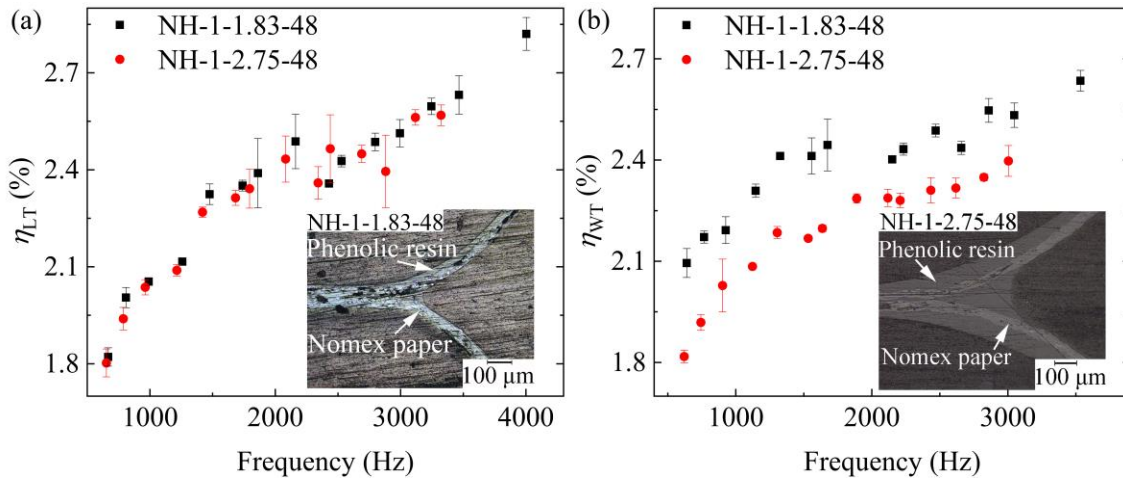 (a)
NH-1-1.83-48
NH-1-2.75-48
2.7
2.4
2.1
1.8
ηLT (%)
NH-1-1.83-48
Phenolic resin
Nomex paper
100 μm
1000 2000 3000 4000
Frequency (Hz)
(b)
NH-1-1.83-48
NH-1-2.75-48
2.7
2.4
2.1
1.8
ηWT (%)
NH-1-2.75-48
Phenolic resin
Nomex paper
100 μm
1000 2000 3000
Frequency (Hz)